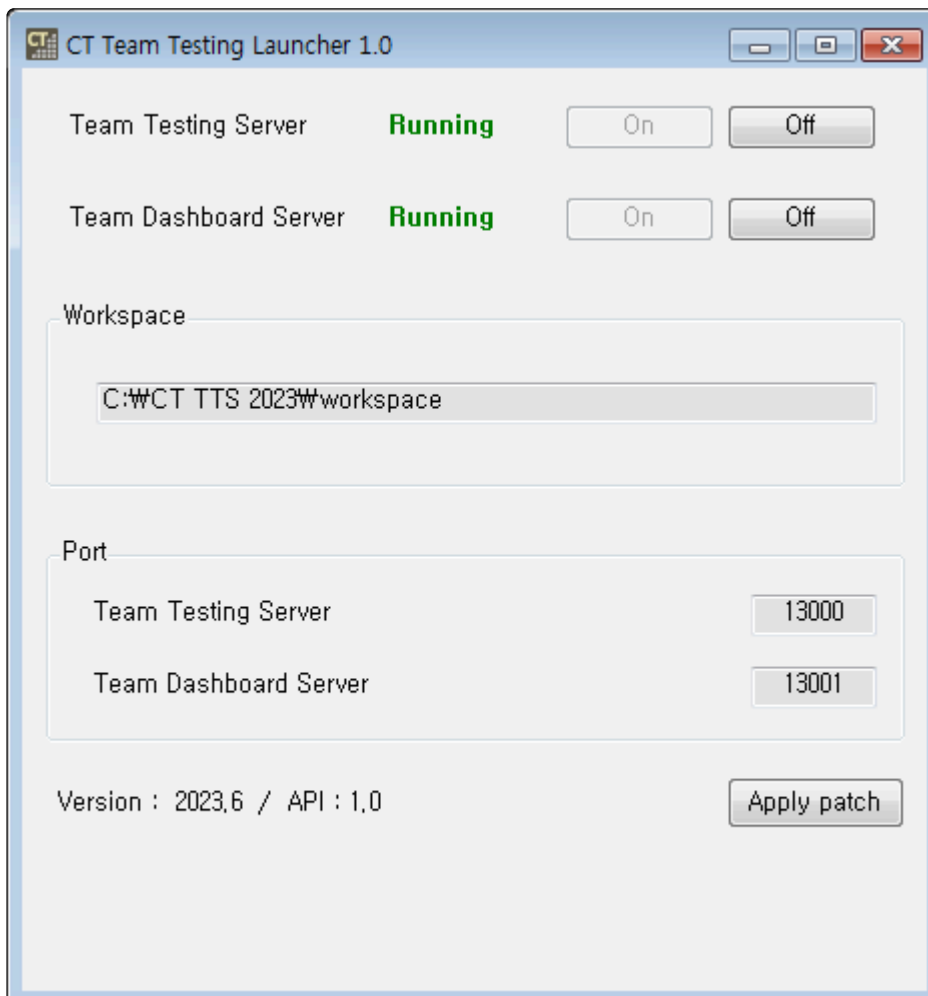 CT Team Testing Launcher 1.0
Team Testing Server Running On Off
Team Dashboard Server Running On Off
Workspace
C:₩CT TTS 2023₩workspace
Port
Team Testing Server 13000
Team Dashboard Server 13001
Version : 2023.6 / API : 1.0 Apply patch